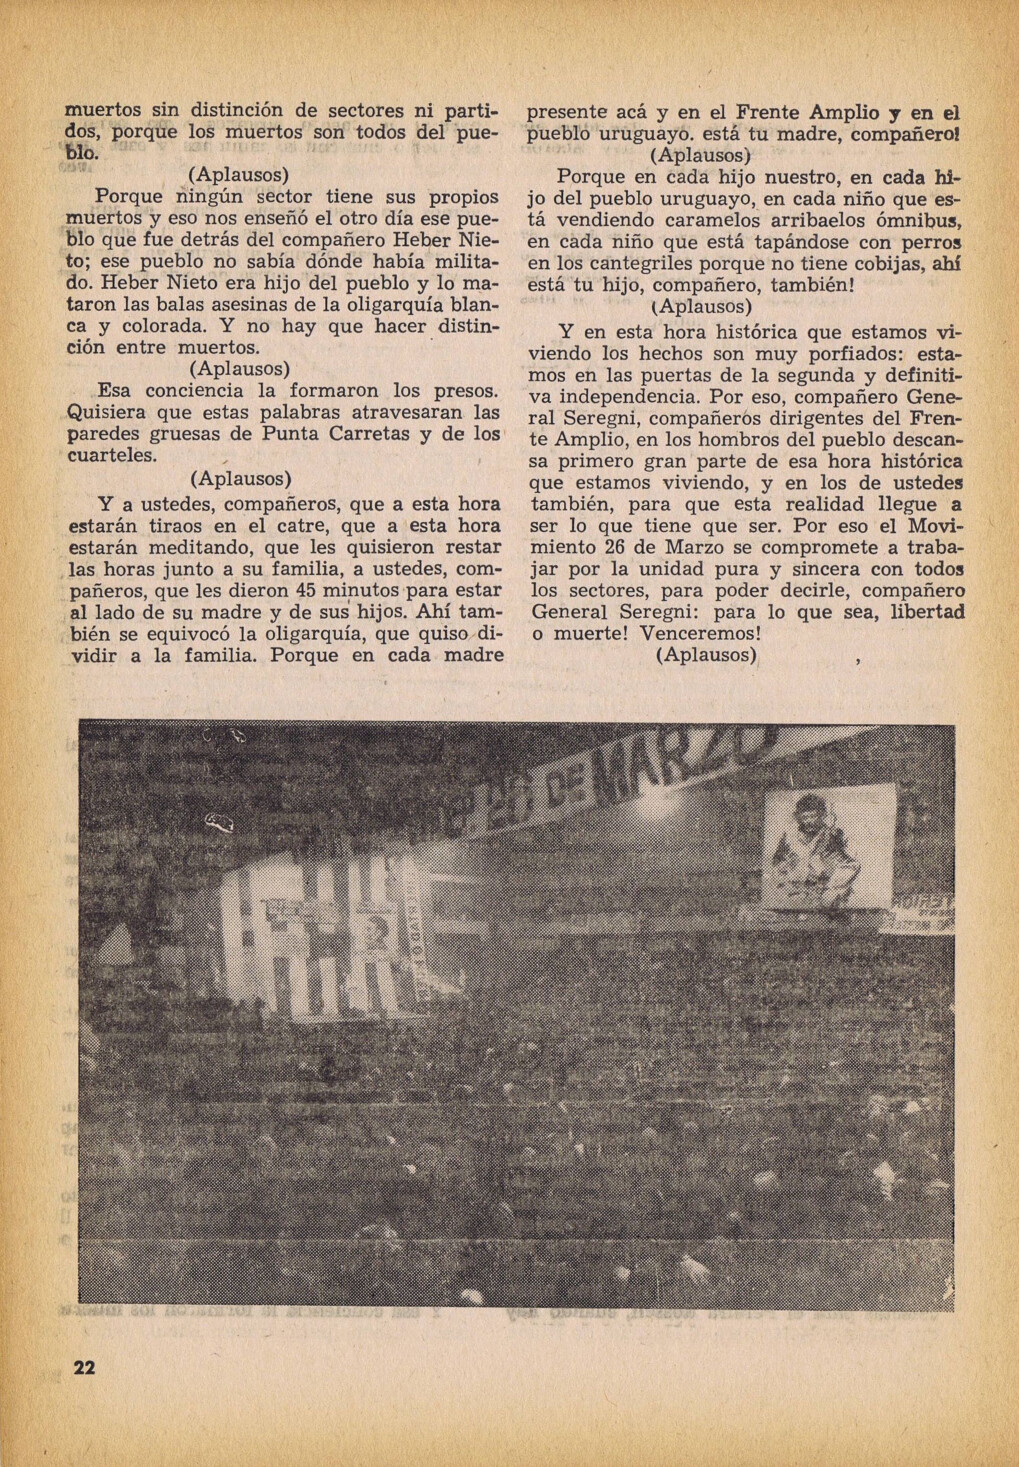 muertos sin distinción de sectores ni parti-
dos, porque los muertos son todos del pue-
blo.
(Aplausos)
Porque ningún sector tiene sus propios
muertos y eso nos enseñó el otro día ese pue-
blo que fue detrás del compañero Heber Nie-
to; ese pueblo no sabía dónde había milita-
do. Heber Nieto era hijo del pueblo y lo ma-
taron las balas asesinas de la oligarquía blan-
ca y colorada. Y no hay que hacer distin-
ción entre muertos.
(Aplausos)
Esa conciencia la formaron los presos.
Quisiera que estas palabras atravesaran las
paredes gruesas de Punta Carretas y de los
cuarteles.
(Aplausos)
Y a ustedes, compañeros, que a esta hora
estarán tiraos en el catre, que a esta hora
estarán meditando, que les quisieron restar
las horas junto a su familia, a ustedes, com-
pañeros, que les dieron 45 minutos para estar
al lado de su madre y de sus hijos. Ahí tam-
bién se equivocó la oligarquía, que quiso di-
vidir a la familia. Porque en cada madre
presente acá y en el Frente Amplio y en el
pueblo uruguayo. está tu madre, compañero!
(Aplausos)
Porque en cada hijo nuestro, en cada hi-
jo del pueblo uruguayo, en cada niño que es-
tá vendiendo caramelos arribaelos ómnibus,
en cada niño que está tapándose con perros
en los cantegriles porque no tiene cobijas, ahí
está tu hijo, compañero, también!
(Aplausos)
Y en esta hora histórica que estamos vi-
viendo los hechos son muy porfiados: esta-
mos en las puertas de la segunda y definiti-
va independencia. Por eso, compañero Gene-
ral Seregni, compañeros dirigentes del Fren-
te Amplio, en los hombros del pueblo descan-
sa primero gran parte de esa hora histórica
que estamos viviendo, y en los de ustedes
también, para que esta realidad llegue a
ser lo que tiene que ser. Por eso el Movi-
miento 26 de Marzo se compromete a traba-
jar por la unidad pura y sincera con todos
los sectores, para poder decirle, compañero
General Seregni: para lo que sea, libertad
o muerte! Venceremos!
(Aplausos)
DE MARZO
22